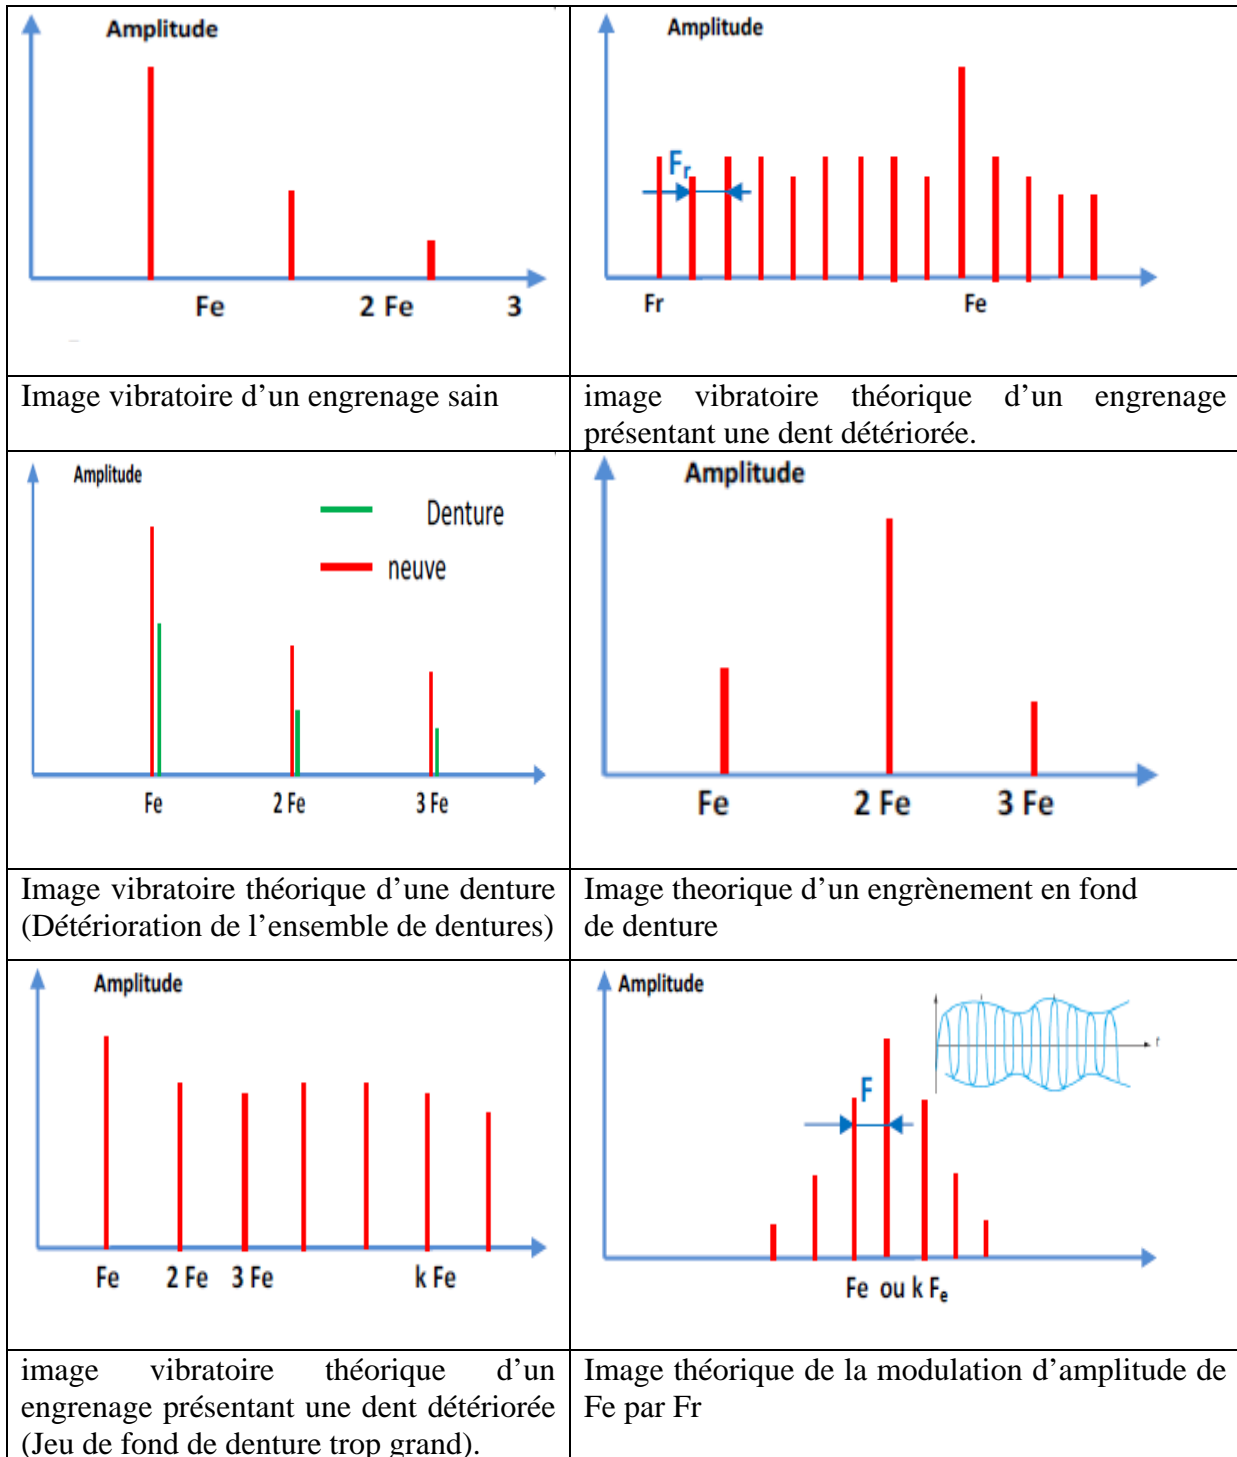 Amplitude
Fe 2 Fe 3
Image vibratoire d’un engrenage sain
Amplitude
Fr
Fr Fe
image vibratoire théorique d’un engrenage
présentant une dent détériorée.
Amplitude
Denture
neuve
Fe 2 Fe 3 Fe
Image vibratoire théorique d’une denture
(Détérioration de l’ensemble de dentures)
Amplitude
Fe 2 Fe 3 Fe
Image theorique d’un engrènement en fond
de denture
Amplitude
Fe 2 Fe 3 Fe k Fe
image vibratoire théorique d’un
engrenage présentant une dent détériorée
(Jeu de fond de denture trop grand).
Amplitude
F
Fe ou k Fe
Image théorique de la modulation d’amplitude de
Fe par Fr